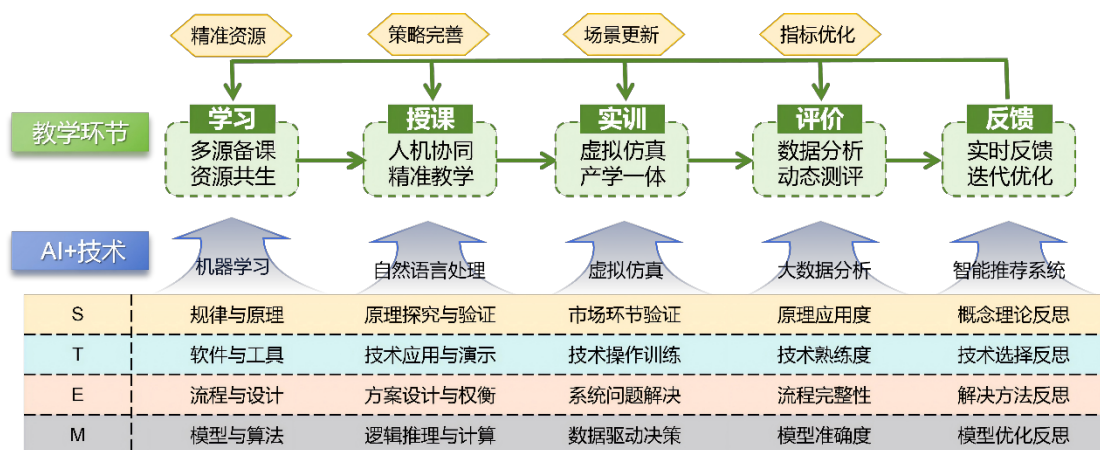 精准资源 策略完善 场景更新 指标优化
教学环节
学习 授课 实训 评价 反馈
多源备课 人机协同 虚拟仿真 数据分析 实时反馈
资源共生 精准教学 产学一体 动态测评 迭代优化
AI+技术
机器学习 自然语言处理 虚拟仿真 大数据分析 智能推荐系统
S 规律与原理 原理探究与验证 市场环节验证 原理应用度 概念理论反思
T 软件与工具 技术应用与演示 技术操作训练 技术熟练度 技术选择反思
E 流程与设计 方案设计与权衡 系统问题解决 流程完整性 解决方法反思
M 模型与算法 逻辑推理与计算 数据驱动决策 模型准确度 模型优化反思